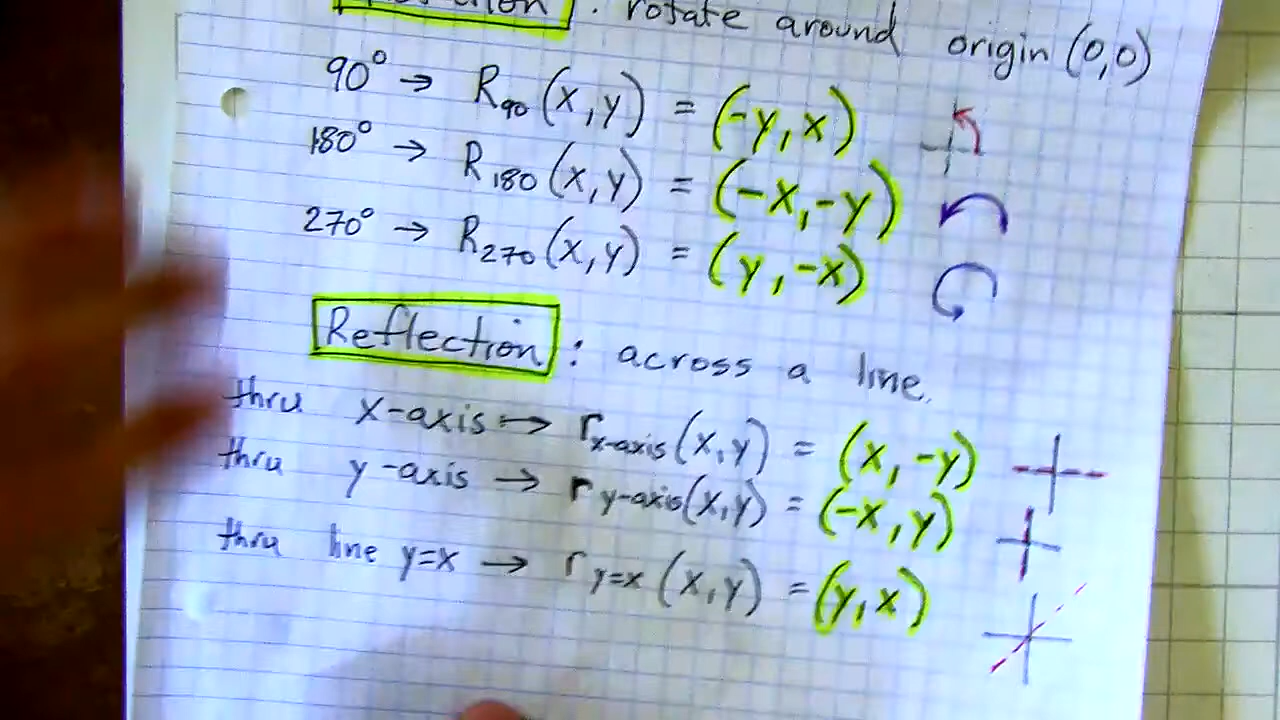 : rotate around origin (0,0)
90° → R90 (x,y) = (-y,x)
180° → R180 (x,y) = (-x,-y)
270° → R270 (x,y) = (y,-x)
Reflection : across a line.
thru x-axis → rx-axis (x,y) = (x,-y)
thru y-axis → ry-axis (x,y) = (-x,y)
thru line y=x → ry=x (x,y) = (y,x)